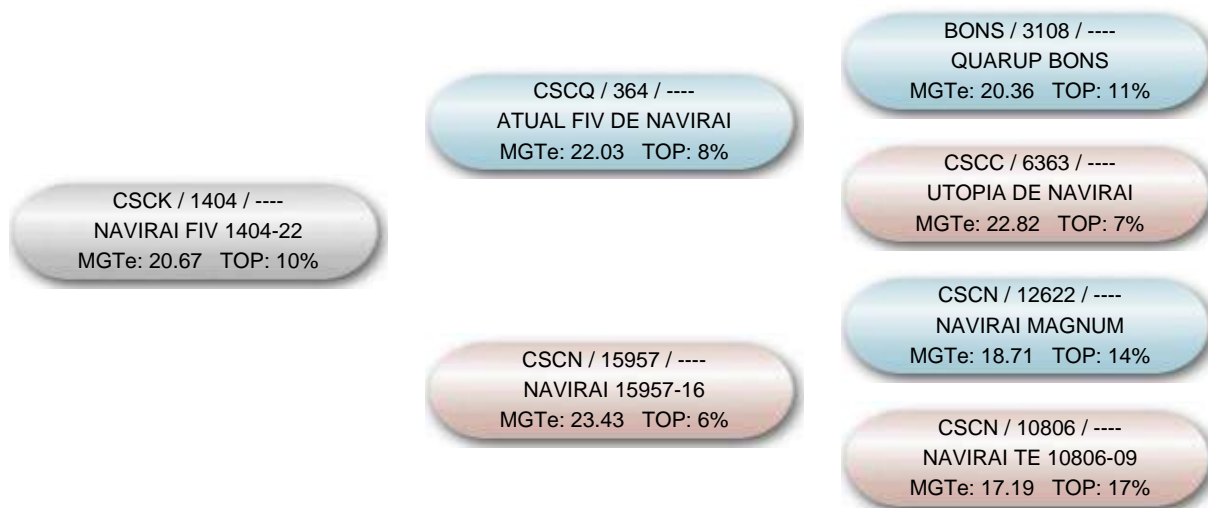 CSCK / 1404 / ----
NAVIRAI FIV 1404-22
MGTe: 20.67 TOP: 10%
CSCQ / 364 / ----
ATUAL FIV DE NAVIRAI
MGTe: 22.03 TOP: 8%
CSCN / 15957 / ----
NAVIRAI 15957-16
MGTe: 23.43 TOP: 6%
BONS / 3108 / ----
QUARUP BONS
MGTe: 20.36 TOP: 11%
CSCC / 6363 / ----
UTOPIA DE NAVIRAI
MGTe: 22.82 TOP: 7%
CSCN / 12622 / ----
NAVIRAI MAGNUM
MGTe: 18.71 TOP: 14%
CSCN / 10806 / ----
NAVIRAI TE 10806-09
MGTe: 17.19 TOP: 17%